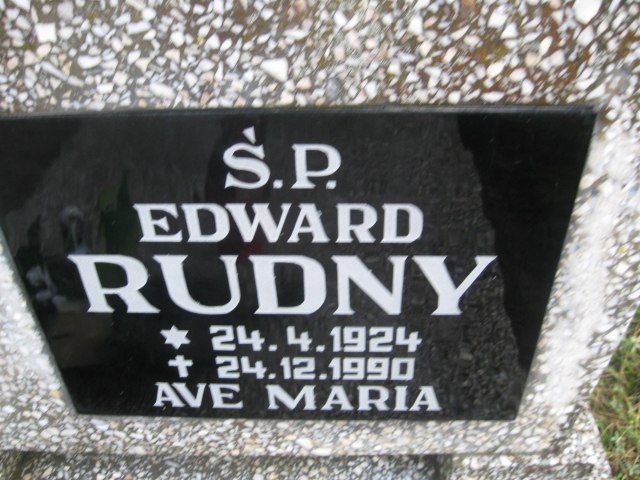 Ś.P.
EDWARD
RUDNY
* 24.4.1924
✝ 24.12.1990
AVE MARIA